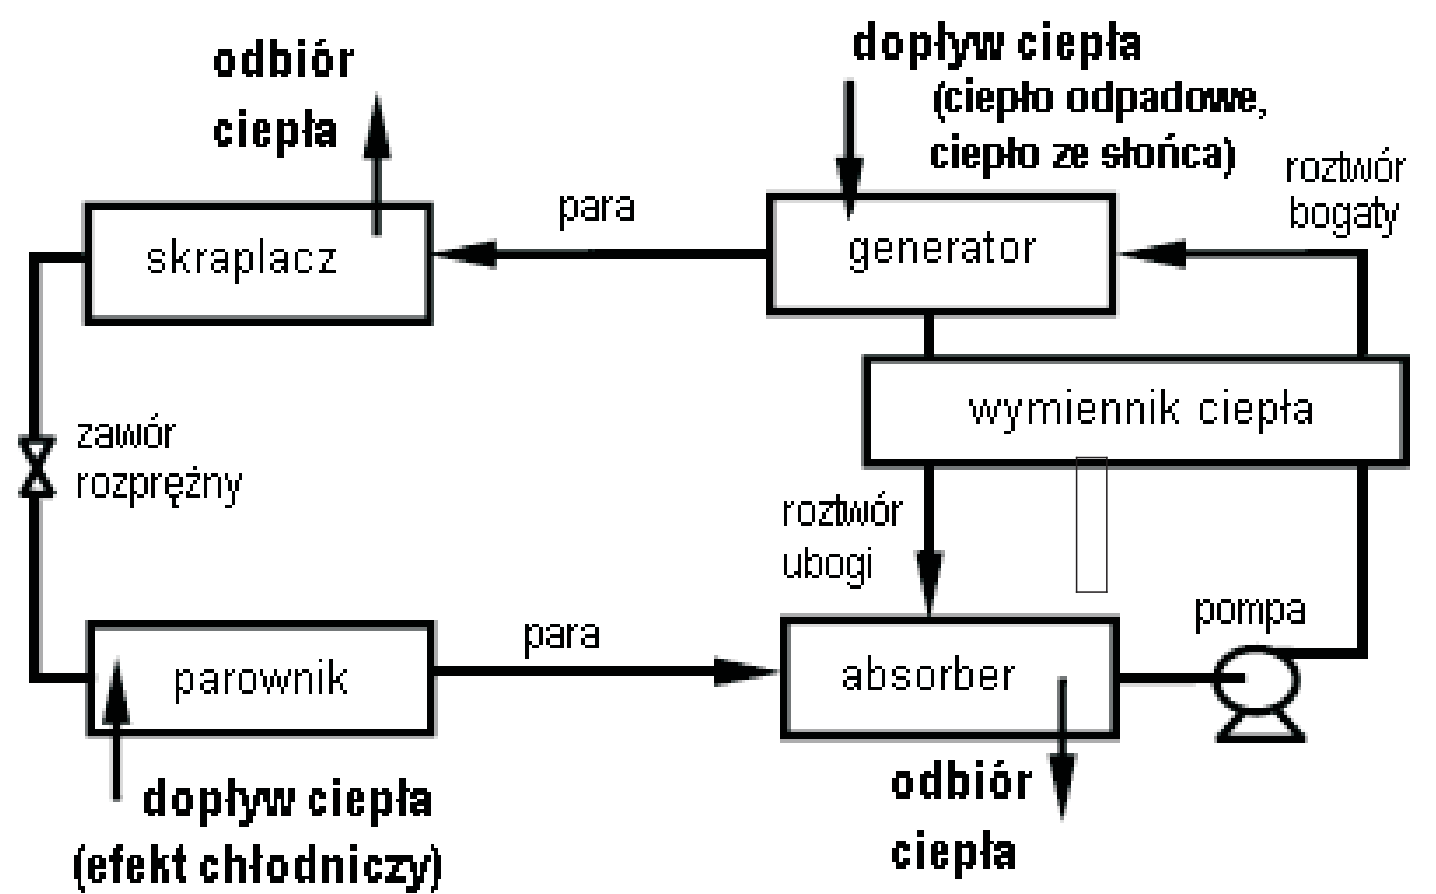 odbiór
ciepła
dopływ ciepła
(ciepło odpadowe,
ciepło ze słońca)
roztwór
bogaty
para
skraplacz
generator
wymiennik ciepła
zawór
rozprężny
roztwór
ubogi
pompa
para
parownik
absorber
dopływ ciepła
(efekt chłodniczy)
odbiór
ciepła